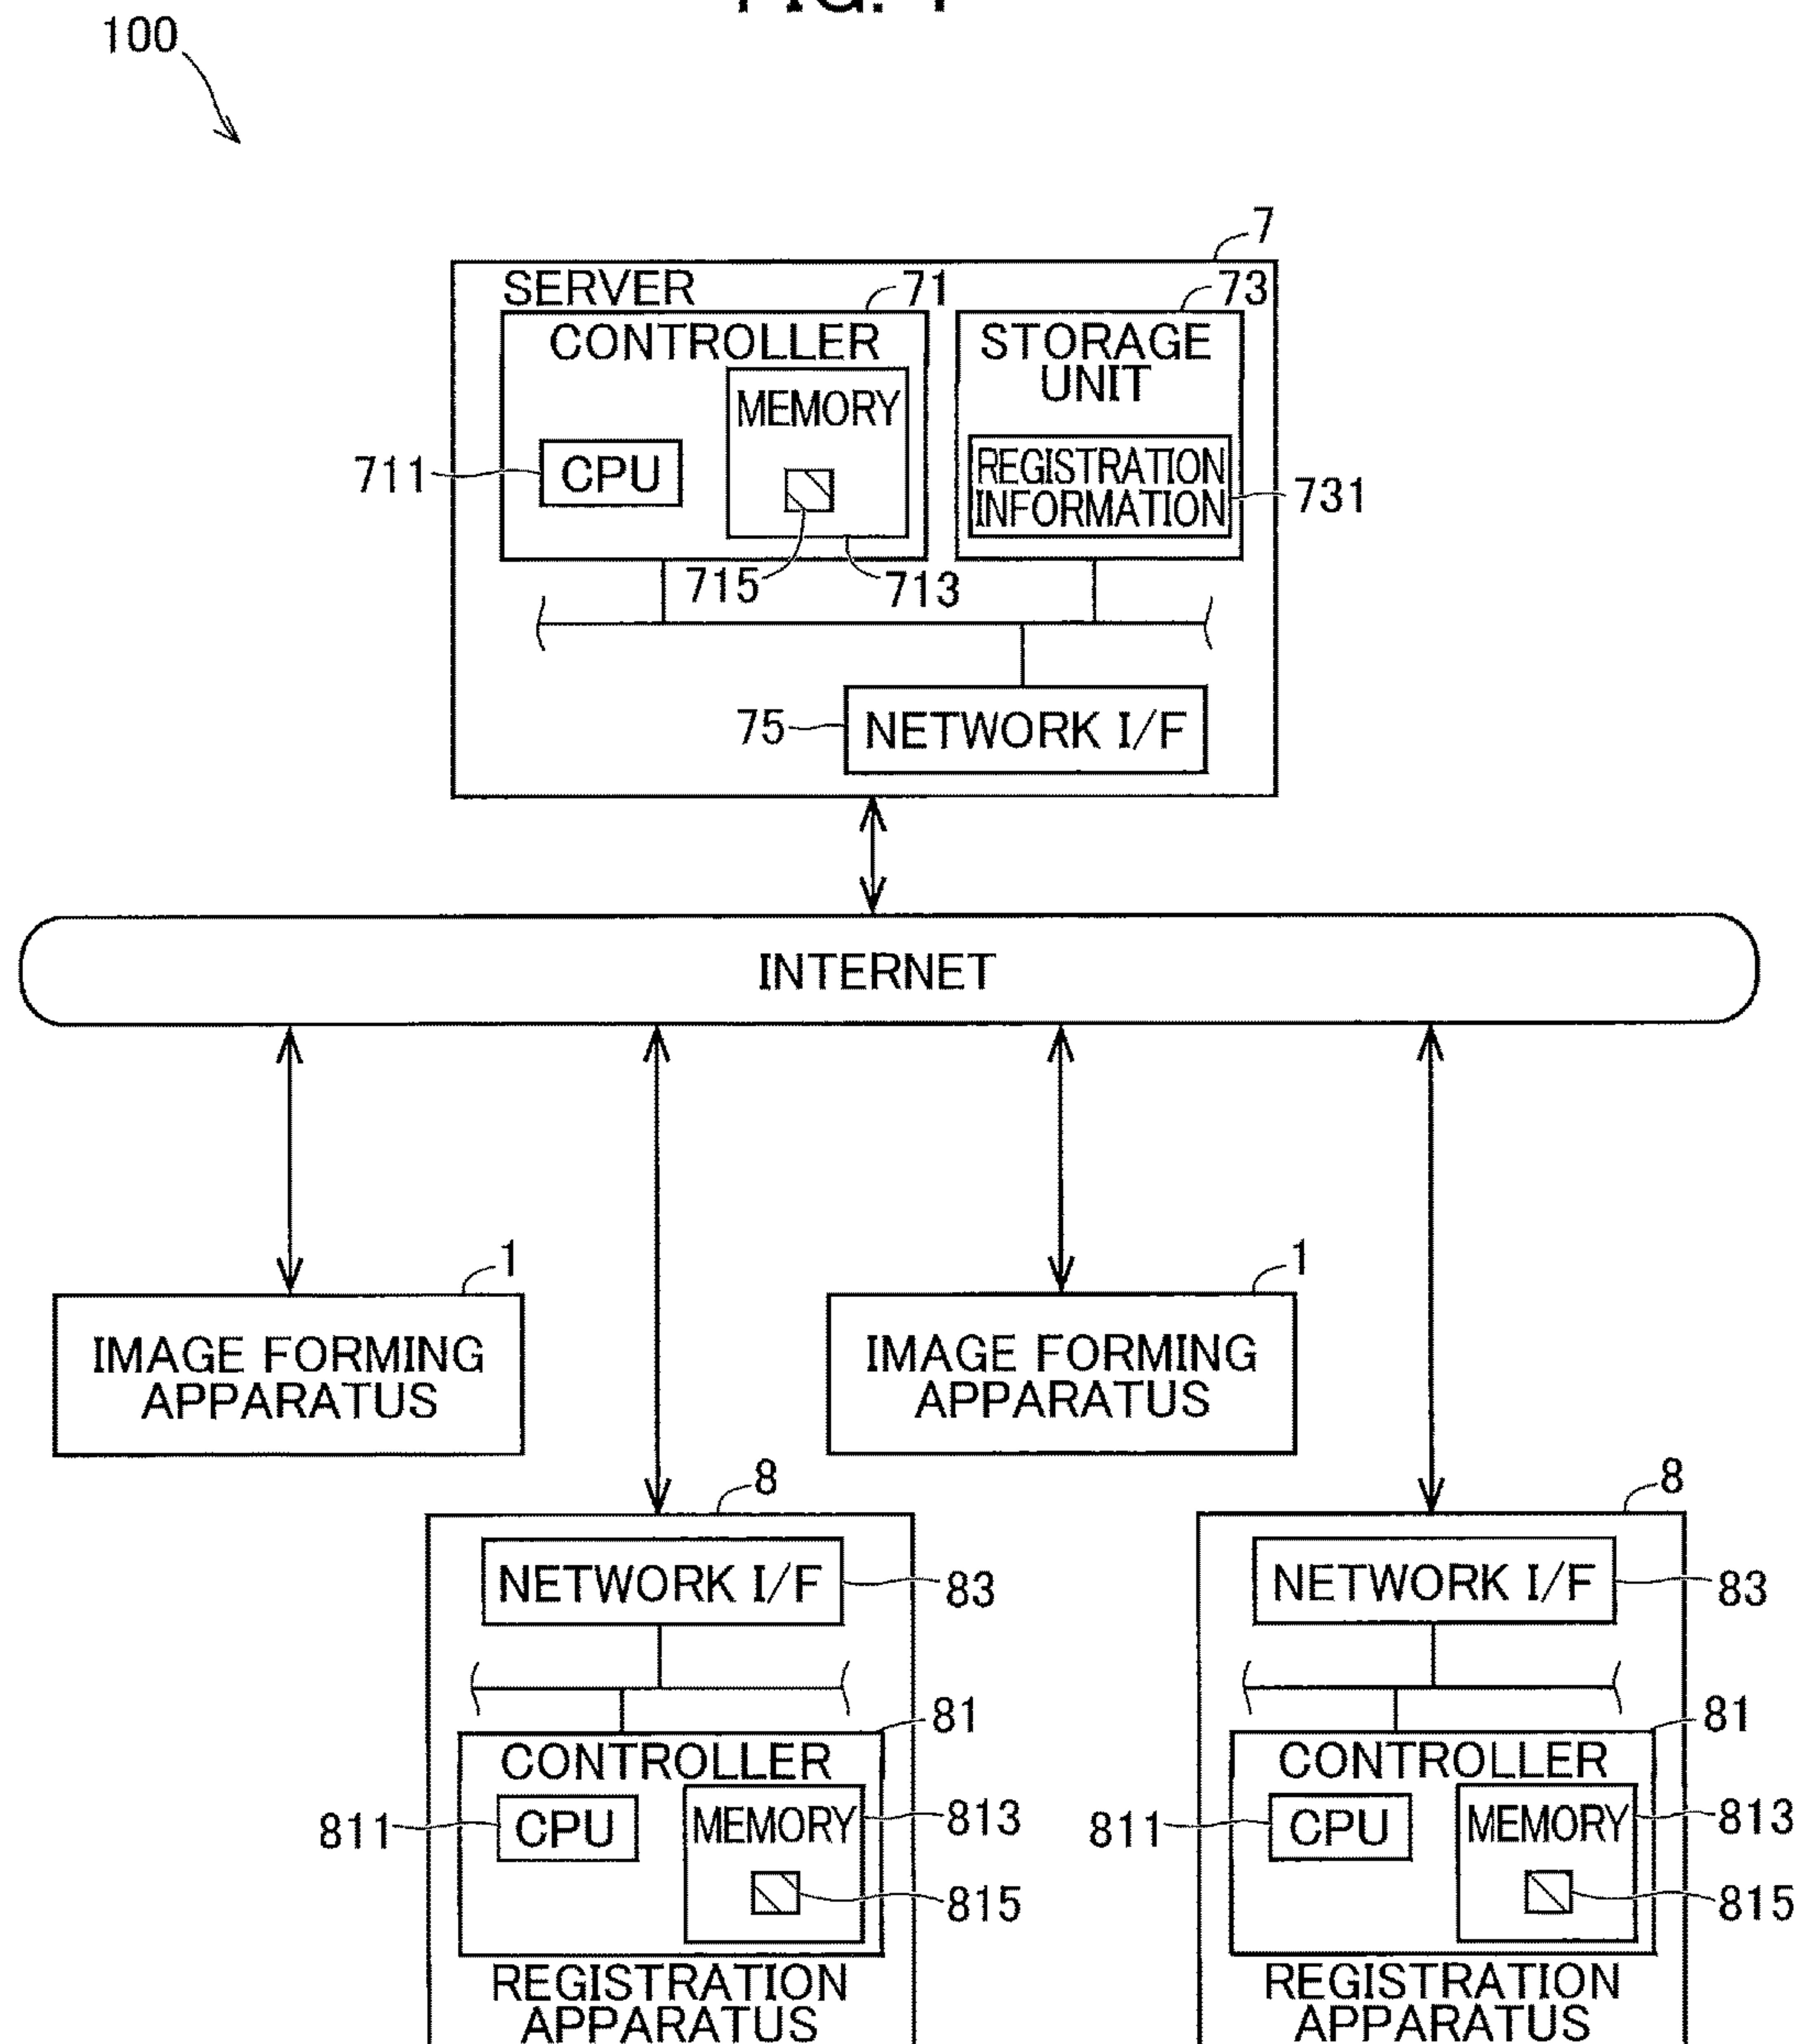 100
7
SERVER
71
73
CONTROLLER
STORAGE
UNIT
MEMORY
711
CPU
REGISTRATION
INFORMATION
731
715
713
75
NETWORK I/F
INTERNET
1
1
IMAGE FORMING
APPARATUS
IMAGE FORMING
APPARATUS
8
8
NETWORK I/F
83
NETWORK I/F
83
81
81
CONTROLLER
811
CPU
MEMORY
813
815
REGISTRATION
APPARATUS
CONTROLLER
811
CPU
MEMORY
813
815
REGISTRATION
APPARATUS